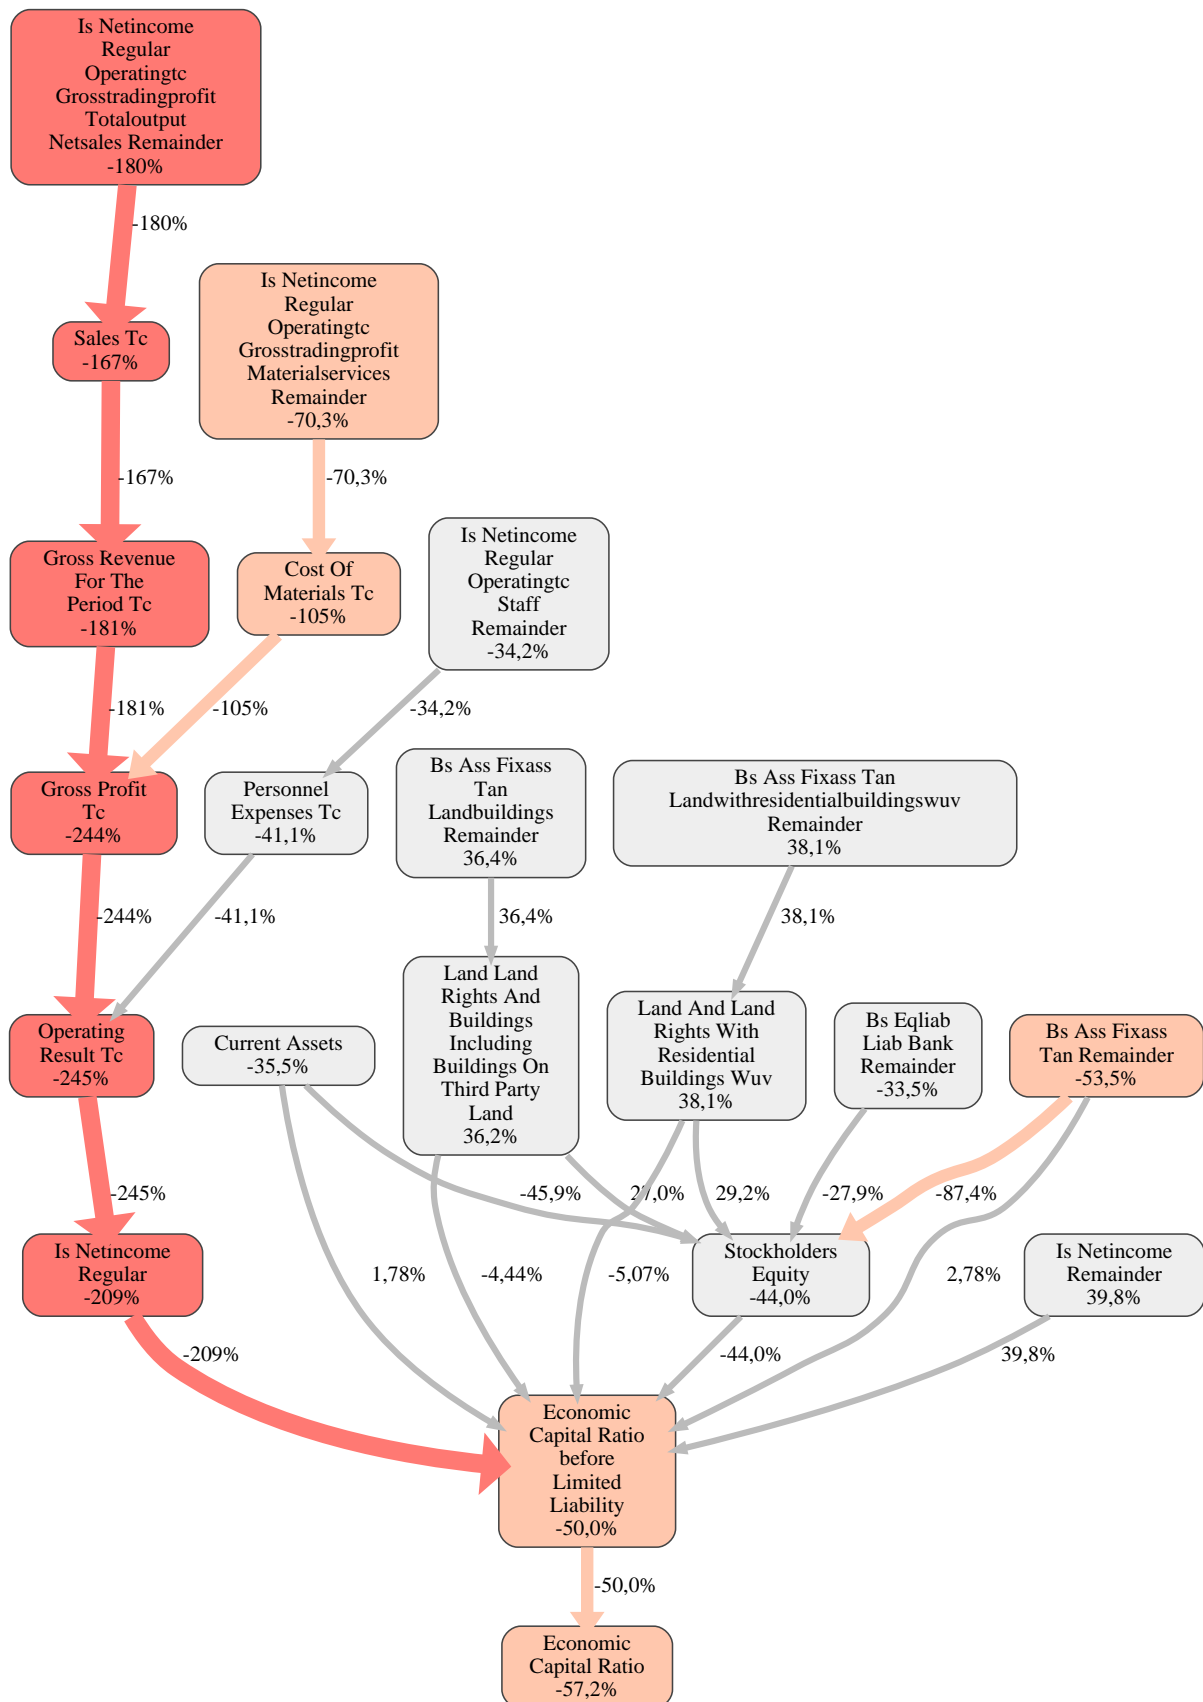 Is Netincome
Regular
Operatingtc
Grosstradingprofit
Totaloutput
Netsales Remainder
-180%
-180%
Is Netincome
Regular
Operatingtc
Grosstradingprofit
Materialservices
Remainder
-70,3%
Sales Tc
-167%
-167%
-70,3%
Is Netincome
Regular
Operatingtc
Staff
Remainder
-34,2%
Gross Revenue
For The
Period Tc
-181%
Cost Of
Materials Tc
-105%
-181%
-105%
-34,2%
Bs Ass Fixass
Tan
Landbuildings
Remainder
36,4%
Bs Ass Fixass Tan
Landwithresidentialbuildingswuv
Remainder
38,1%
Gross Profit
Tc
-244%
Personnel
Expenses Tc
-41,1%
-244%
-41,1%
36,4%
38,1%
Operating
Result Tc
-245%
Current Assets
-35,5%
Land Land
Rights And
Buildings
Including
Buildings On
Third Party
Land
36,2%
Land And Land
Rights With
Residential
Buildings Wuv
38,1%
Bs Eqliab
Liab Bank
Remainder
-33,5%
Bs Ass Fixass
Tan Remainder
-53,5%
-245%
-45,9%
27,0%
29,2%
-27,9%
-87,4%
Is Netincome
Regular
-209%
1,78%
-4,44%
-5,07%
Stockholders
Equity
-44,0%
2,78%
Is Netincome
Remainder
39,8%
-209%
-44,0%
39,8%
Economic
Capital Ratio
before
Limited
Liability
-50,0%
-50,0%
Economic
Capital Ratio
-57,2%